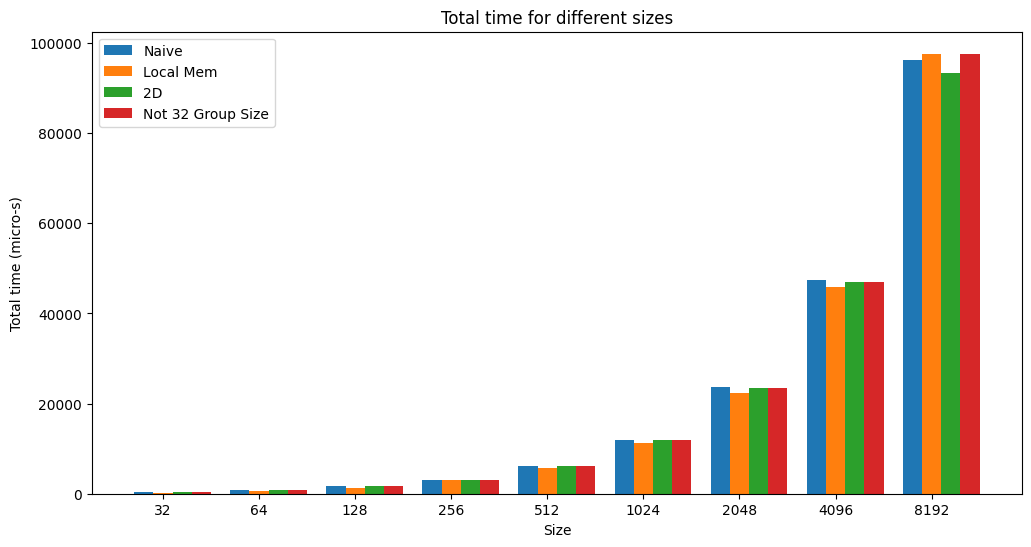 Total time for different sizes
Naive
Local Mem
2D
Not 32 Group Size
Total time (micro-s)
100000
80000
60000
40000
20000
0
32 64 128 256 512 1024 2048 4096 8192
Size